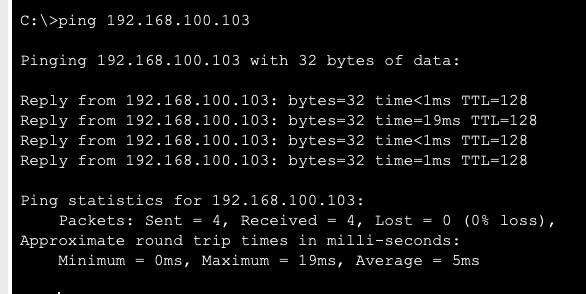 C:\>ping 192.168.100.103
Pinging 192.168.100.103 with 32 bytes of data:
Reply from 192.168.100.103: bytes=32 time<1ms TTL=128
Reply from 192.168.100.103: bytes=32 time=19ms TTL=128
Reply from 192.168.100.103: bytes=32 time<1ms TTL=128
Reply from 192.168.100.103: bytes=32 time=1ms TTL=128
Ping statistics for 192.168.100.103:
Packets: Sent = 4, Received = 4, Lost = 0 (0% loss),
Approximate round trip times in milli-seconds:
Minimum = 0ms, Maximum = 19ms, Average = 5ms